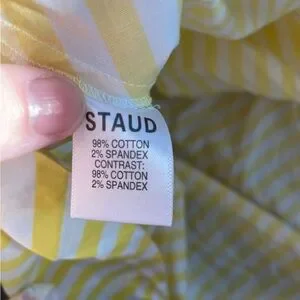 STAUD
98% COTTON
2% SPANDEX
CONTRAST:
98% COTTON
2% SPANDEX